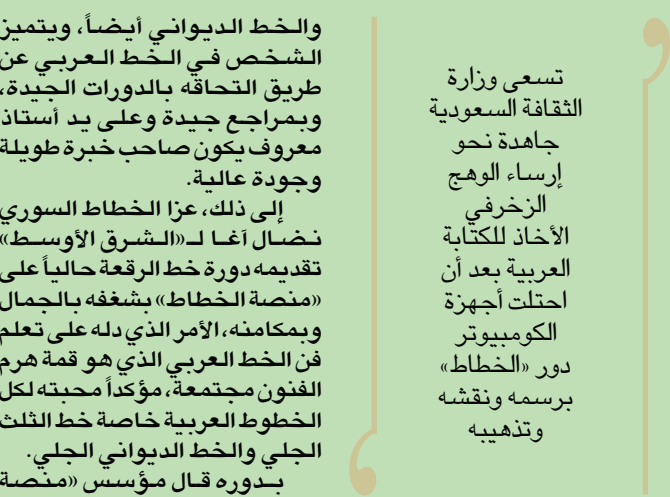 تسعى وزارة
الثقافة السعودية
جاهدة نحو
إرساء الوهج
الزخرفي
الأخاذ للكتابة
العربية بعد أن
احتلت أجهزة
الكومبيوتر
دور «الخطاط»
برسمه ونقشه
وتذهيبه
والخط الديواني أيضاً، ويتميز
الشخص في الخط العربي عن
طريق التحاقه بالدورات الجيدة،
وبمراجع جيدة وعلى يد أستاذ
معروف يكون صاحب خبرة طويلة
وجودة عالية.
إلى ذلك، عزا الخطاط السوري
نضال آغا لـ«الشرق الأوسط»
تقديمه دورة خط الرقعة حالياً على
«منصة الخطاط» بشغفه بالجمال
وبمكامنه، الأمر الذي دله على تعلم
فن الخط العربي الذي هو قمة هرم
الفنون مجتمعة، مؤكداً محبته لكل
الخطوط العربية خاصة خط الثلث
الجلي والخط الديواني الجلي.
بدوره قال مؤسس «منصة